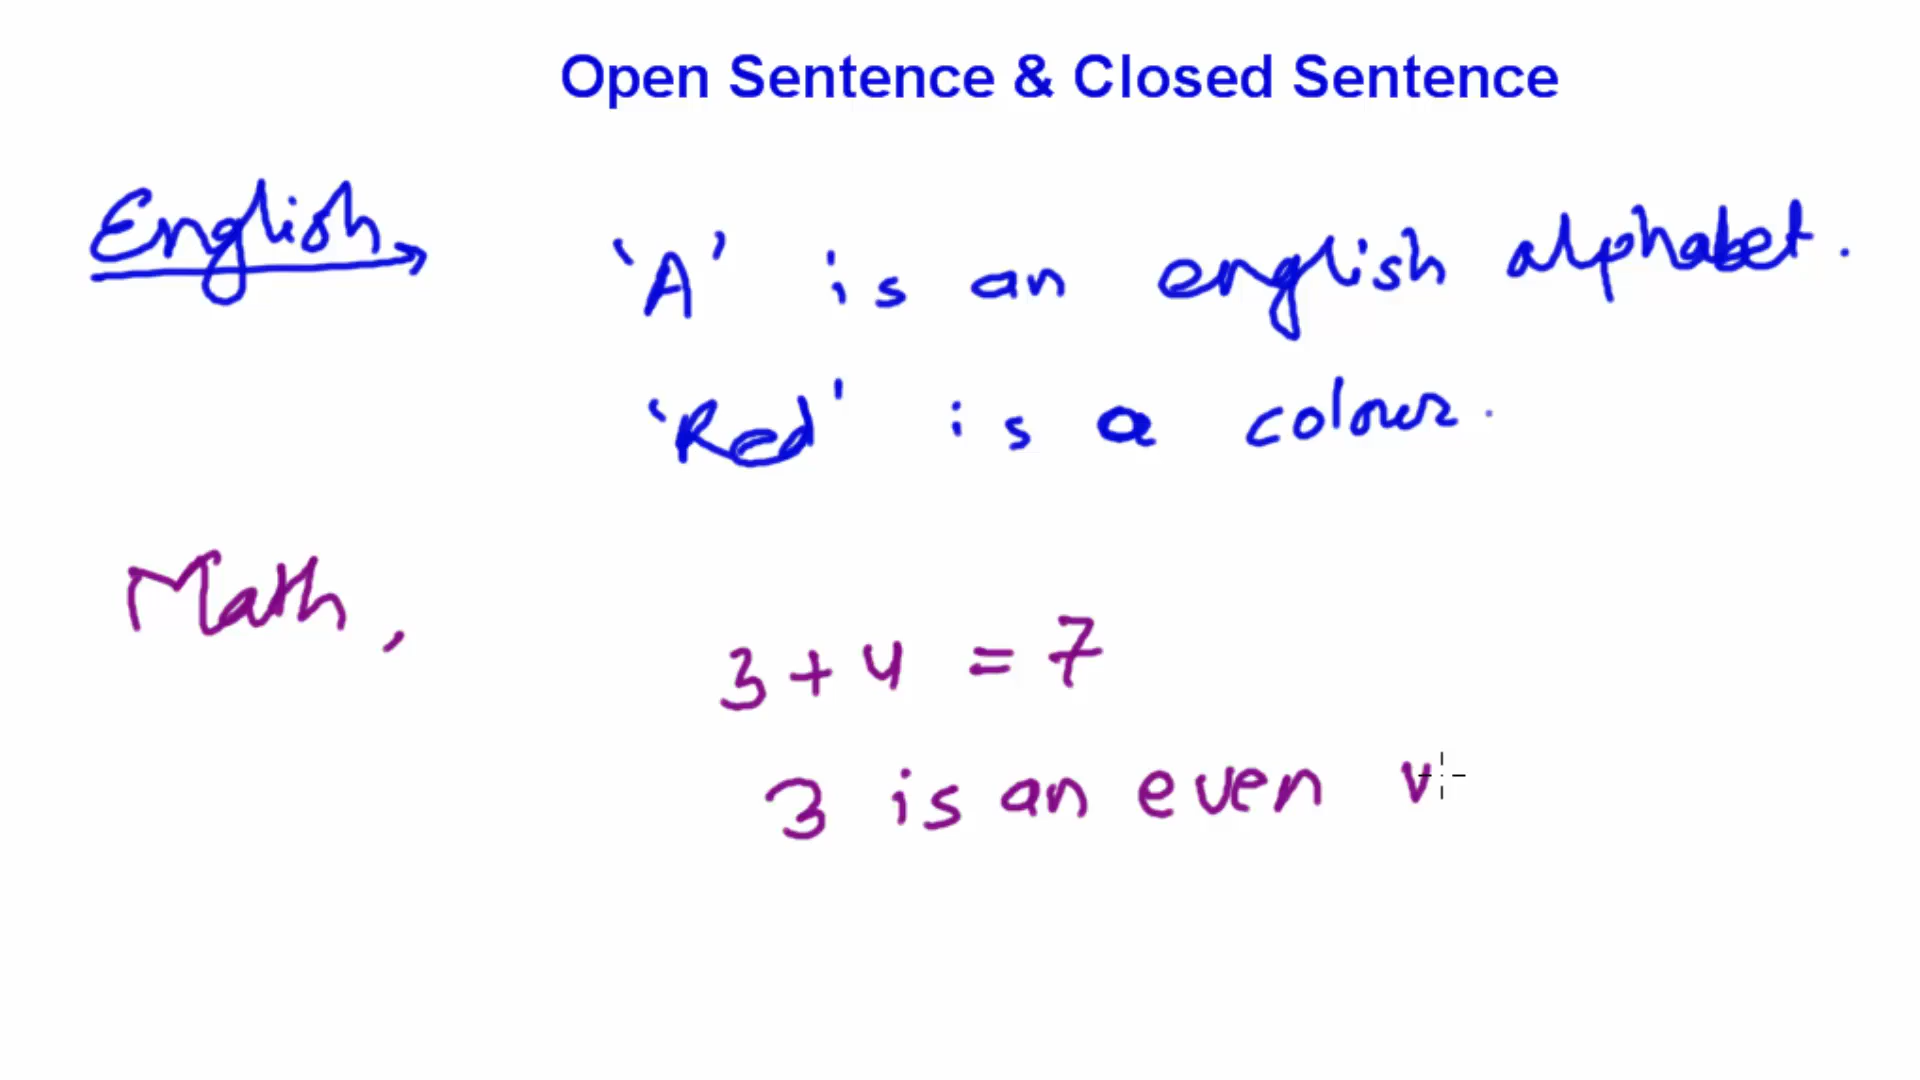 Open Sentence & Closed Sentence
English
'A' is an english alphabet.
'Red' is a colour.
Math,
3 + 4 = 7
3 is an even